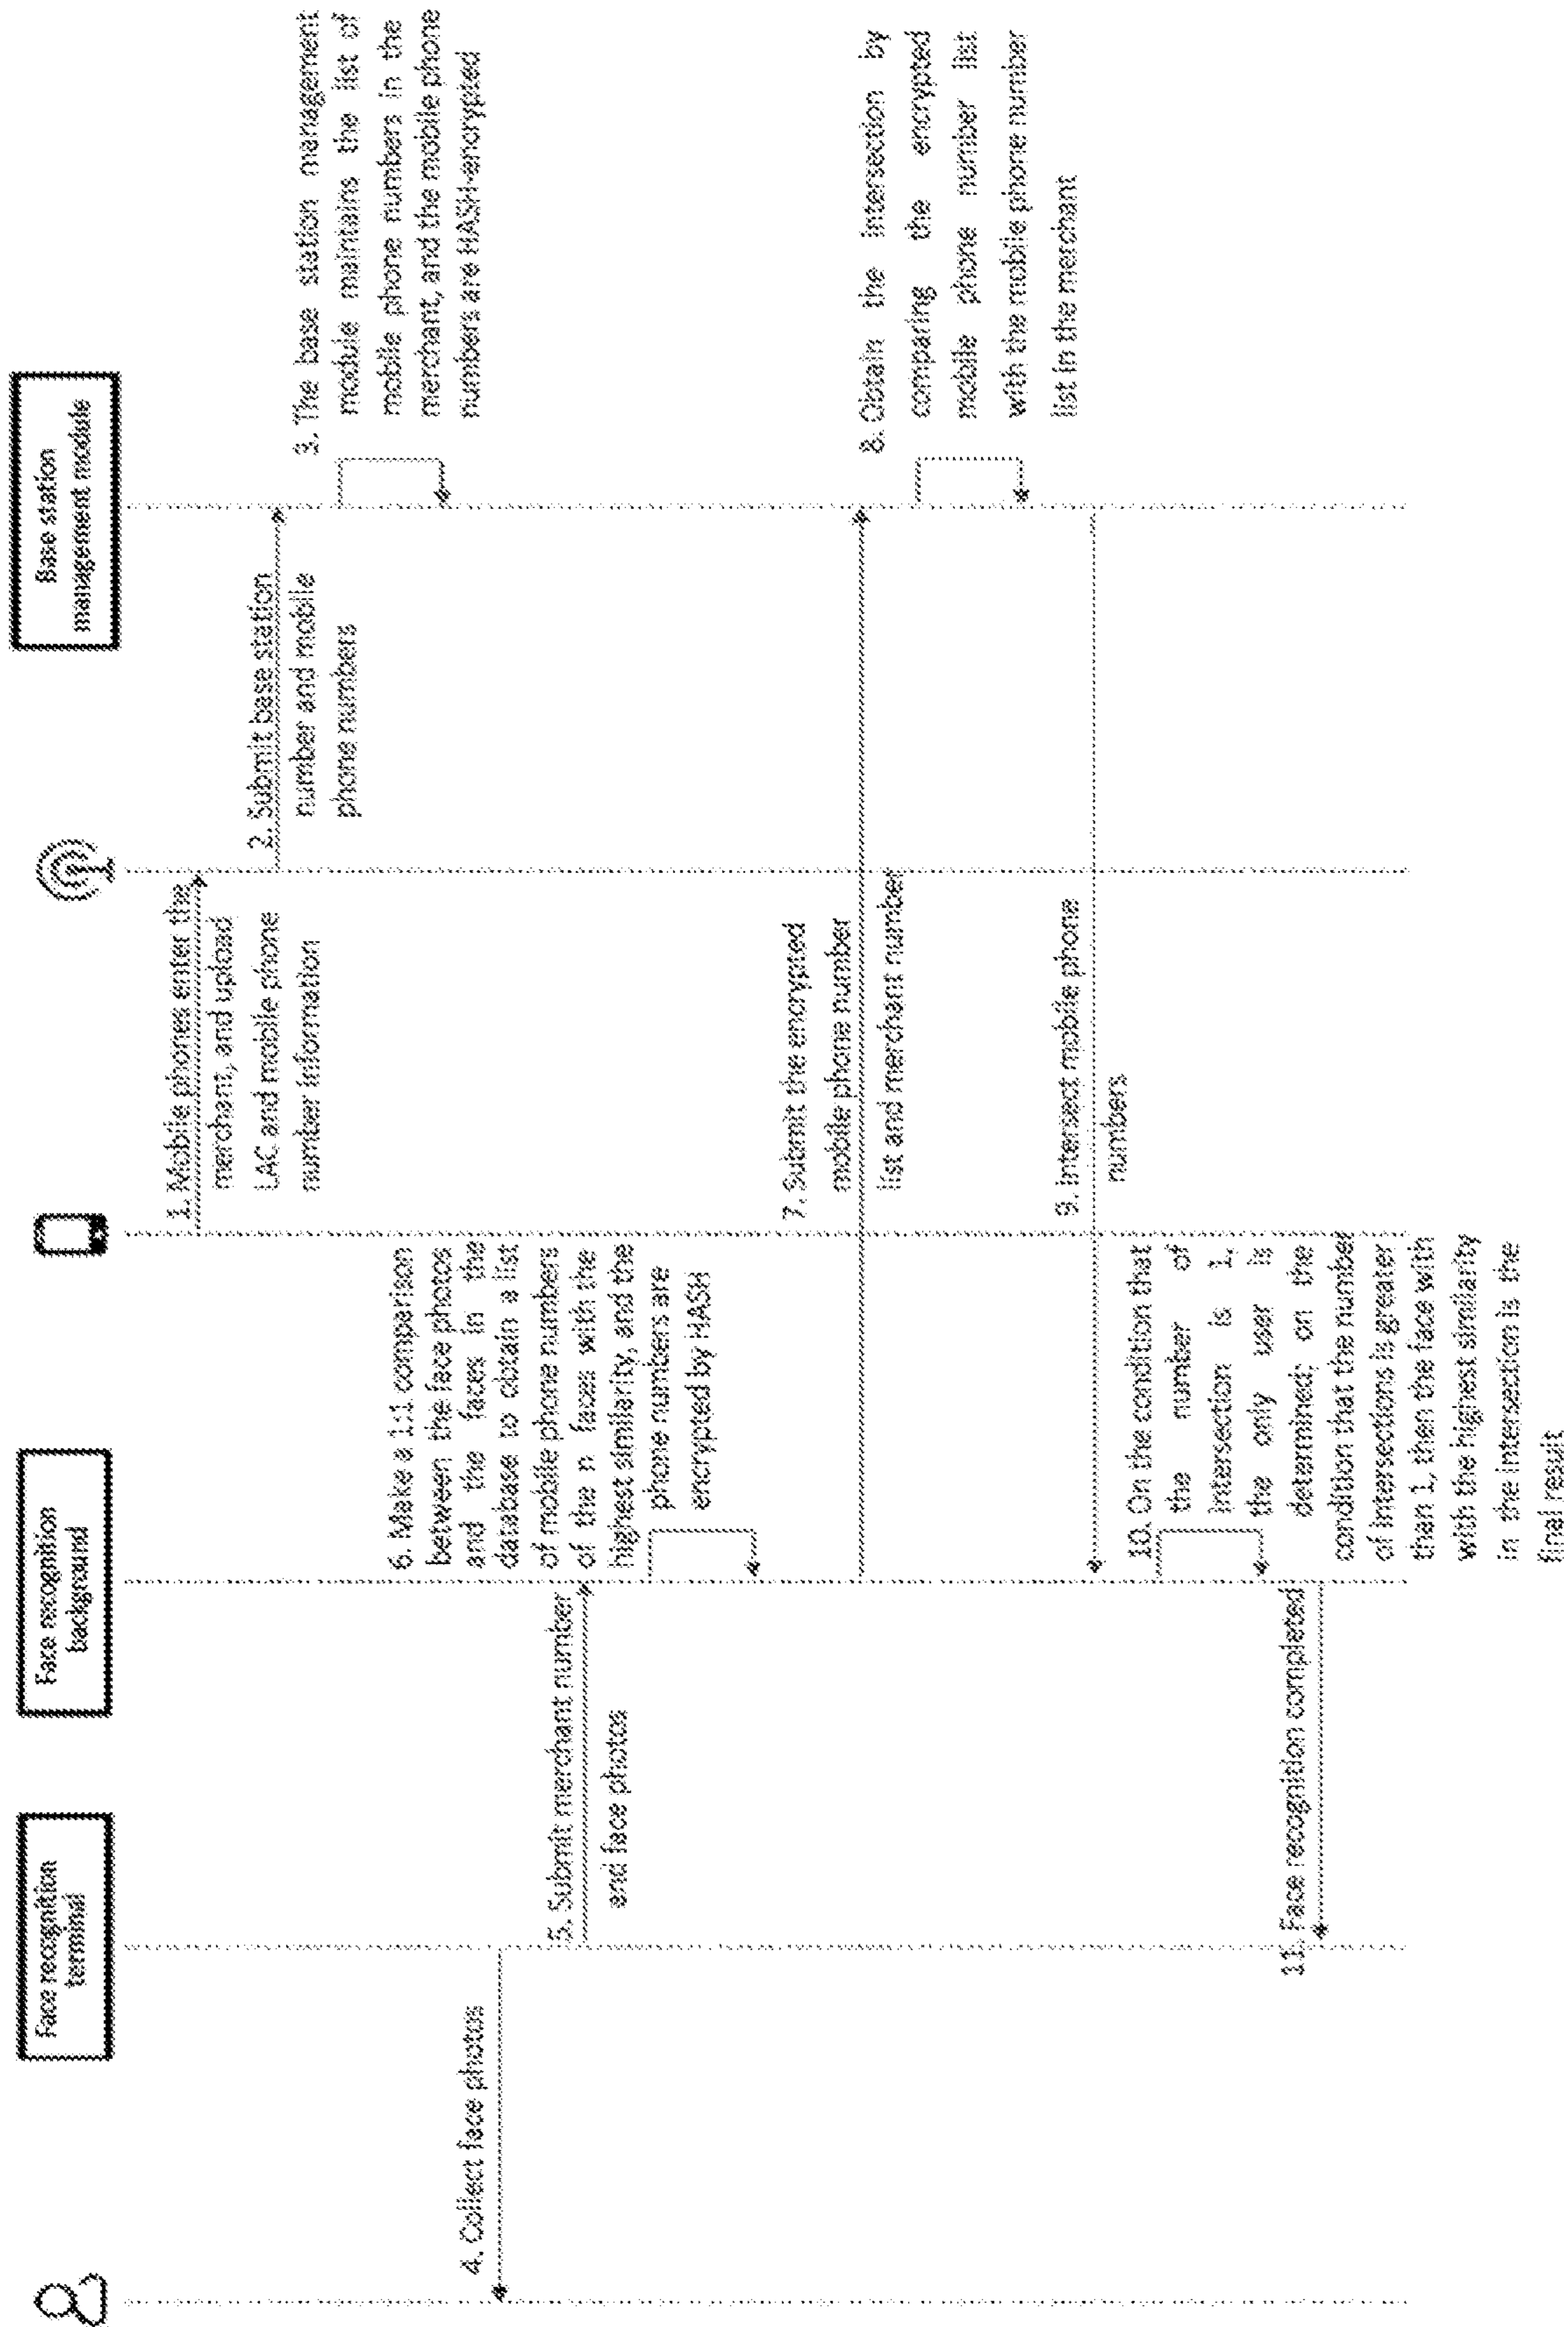 Face recognition
terminal
Face recognition
background
Base station
management module
1. Mobile phones enter the
merchant, and upload
LAC and mobile phone
number information
2. Submit base station
number and mobile
phone numbers
3. The base station management
module maintains the list of
mobile phone numbers in the
merchant, and the mobile phone
numbers are HASH-encrypted
4. Collect face photos
5. Submit merchant number
and face photos
6. Make a 1:1 comparison
between the face photos
and the faces in the
database to obtain a list
of mobile phone numbers
of the n faces with the
highest similarity, and the
phone numbers are
encrypted by HASH
7. Submit the encrypted
mobile phone number
list and merchant number
8. Obtain the intersection by
comparing the encrypted
mobile phone number list
with the mobile phone number
list in the merchant
9. Intersect mobile phone
numbers
10. On the condition that
the number of
intersection is 1,
the only user is
determined; on the
condition that the number
of intersections is greater
than 1, then the face with
with the highest similarity
in the intersection is the
final result
11. Face recognition completed